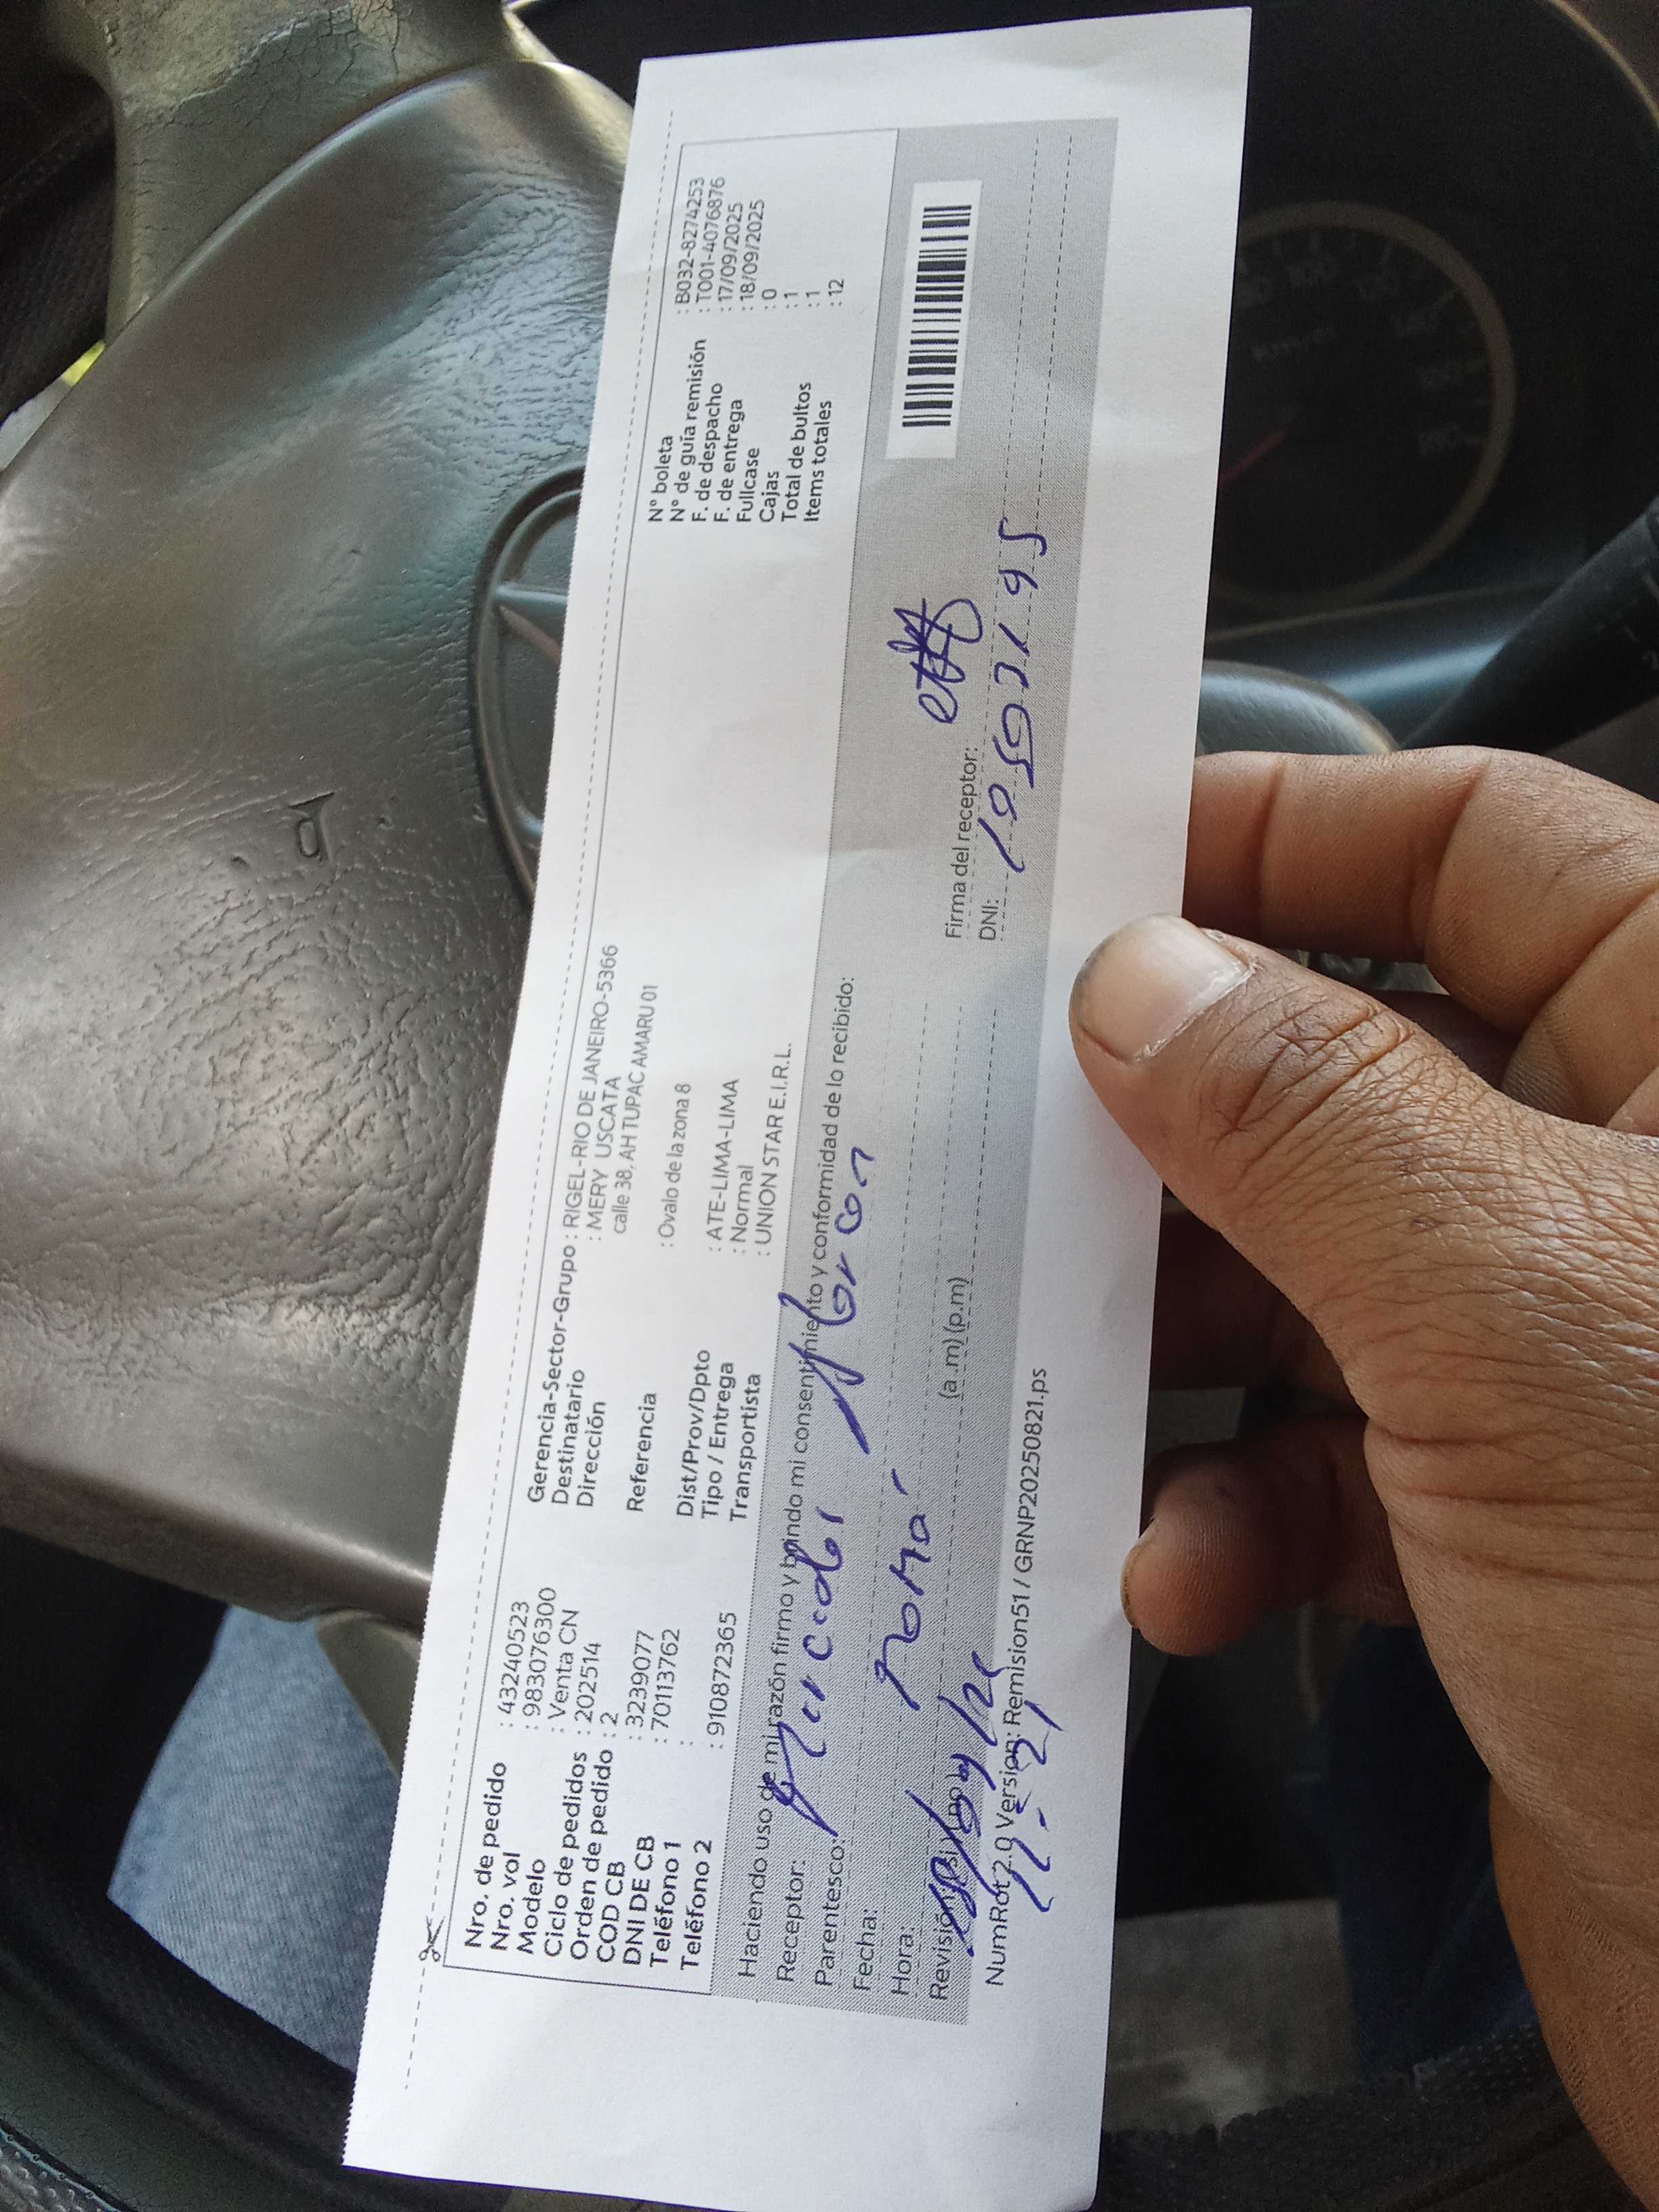 Nro. de pedido : 43240523
Nro. vol : 983076300
Modelo : Venta CN
Ciclo de pedidos : 202514
Orden de pedido : 2
COD CB : 3239077
DNI DE CB : 70113762
Teléfono 1 :
Teléfono 2 : 910872365
Gerencia-Sector-Grupo : RIGEL-RIO DE JANEIRO-5366
Destinatario : MERY USCATA
Dirección calle 38, AH TUPAC AMARU 01
Referencia : Ovalo de la zona 8
Dist/Prov/Dpto : ATE-LIMA-LIMA
Tipo / Entrega : Normal
Transportista : UNION STAR E.I.R.L.
N° boleta : B032-8274253
N° de guía remisión : T001-4076876
F. de despacho : 17/09/2025
F. de entrega : 18/09/2025
Fullcase : 0
Cajas : 1
Total de bultos : 1
Items totales : 12
Haciendo uso de mi razón firmo y brindo mi consentimiento y conformidad de lo recibido:
Receptor:
Parentesco:
Fecha:
Hora: (a .m) (p.m)
Firma del receptor:
DNI:
NumRot 2.0 Version: Remision51 / GRNP20250821.ps